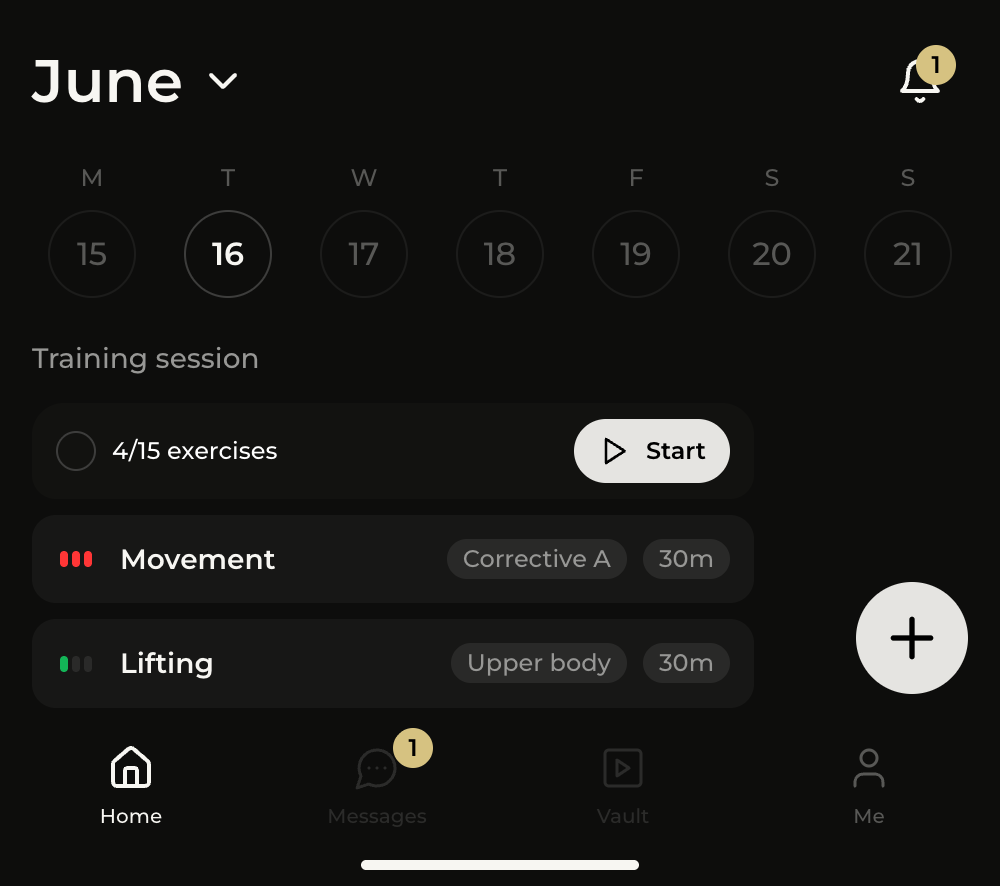 June
1
M T W T F S S
15 16 17 18 19 20 21
Training session
4/15 exercises Start
Movement Corrective A 30m
Lifting Upper body 30m
1
Home Messages Vault Me